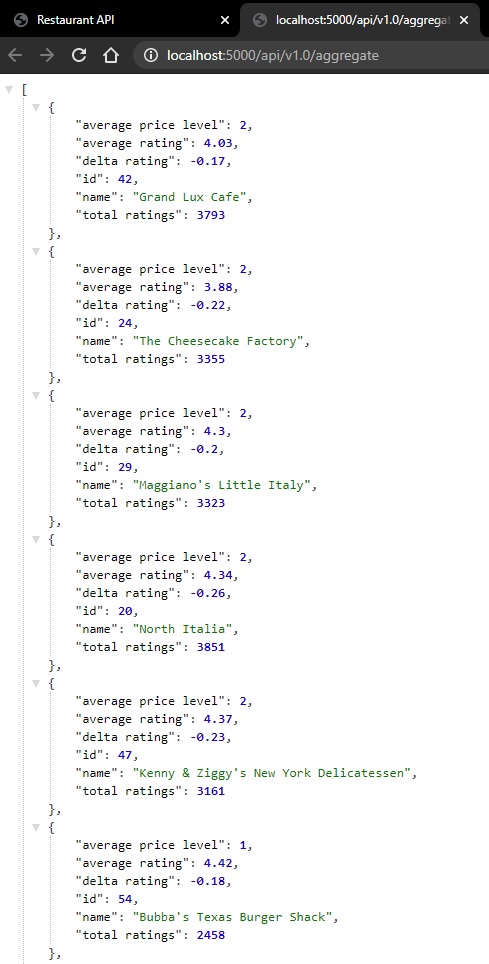 Restaurant API
localhost:5000/api/v1.0/aggregat
localhost:5000/api/v1.0/aggregate
[
{
"average price level": 2,
"average rating": 4.03,
"delta rating": -0.17,
"id": 42,
"name": "Grand Lux Cafe",
"total ratings": 3793
},
{
"average price level": 2,
"average rating": 3.88,
"delta rating": -0.22,
"id": 24,
"name": "The Cheesecake Factory",
"total ratings": 3355
},
{
"average price level": 2,
"average rating": 4.3,
"delta rating": -0.2,
"id": 29,
"name": "Maggiano's Little Italy",
"total ratings": 3323
},
{
"average price level": 2,
"average rating": 4.34,
"delta rating": -0.26,
"id": 20,
"name": "North Italia",
"total ratings": 3851
},
{
"average price level": 2,
"average rating": 4.37,
"delta rating": -0.23,
"id": 47,
"name": "Kenny & Ziggy's New York Delicatessen",
"total ratings": 3161
},
{
"average price level": 1,
"average rating": 4.42,
"delta rating": -0.18,
"id": 54,
"name": "Bubba's Texas Burger Shack",
"total ratings": 2458
},